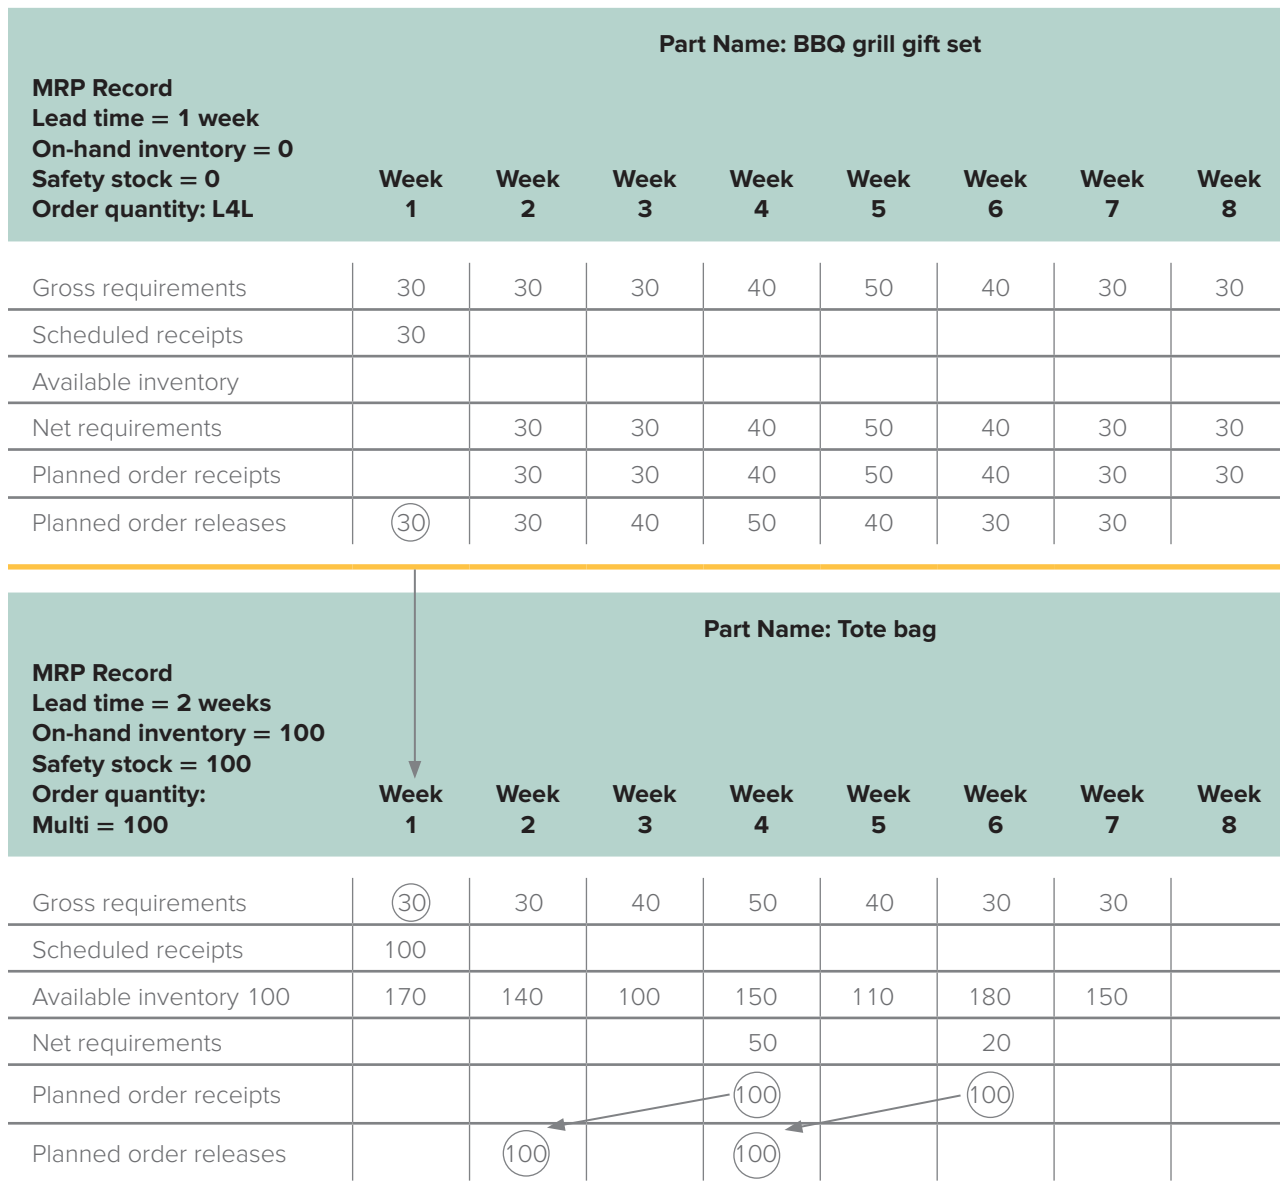 Part Name: BBQ grill gift set
MRP Record
Lead time = 1 week
On-hand inventory = 0
Safety stock = 0 Week Week Week Week Week Week Week Week
Order quantity: L4L 1 2 3 4 5 6 7 8
Gross requirements 30 30 30 40 50 40 30 30
Scheduled receipts 30
Available inventory
Net requirements 30 30 40 50 40 30 30
Planned order receipts 30 30 40 50 40 30 30
Planned order releases 30 30 40 50 40 30 30
Part Name: Tote bag
MRP Record
Lead time = 2 weeks
On-hand inventory = 100
Safety stock = 100
Order quantity: Week Week Week Week Week Week Week Week
Multi = 100 1 2 3 4 5 6 7 8
Gross requirements 30 30 40 50 40 30 30
Scheduled receipts 100
Available inventory 100 170 140 100 150 110 180 150
Net requirements 50 20
Planned order receipts 100 100
Planned order releases 100 100